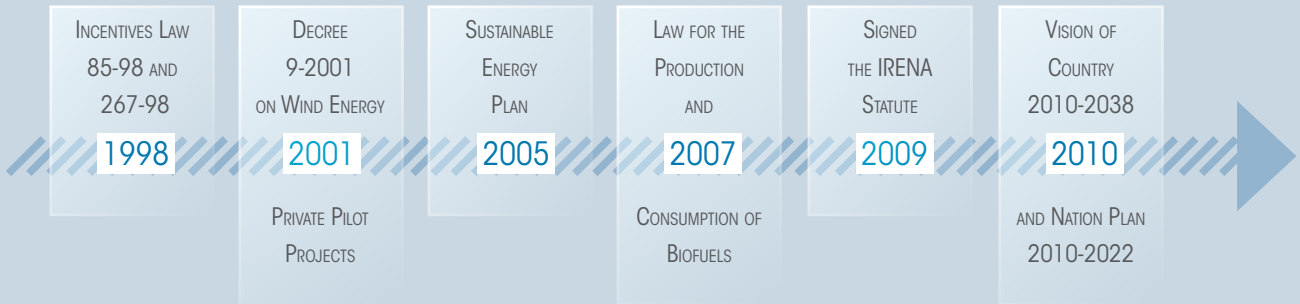 Incentives Law
85-98 and
267-98
1998
Decree
9-2001
on Wind Energy
2001
Private Pilot
Projects
Sustainable
Energy
Plan
2005
Law for the
Production
and
2007
Consumption of
Biofuels
Signed
the IRENA
Statute
2009
Vision of
Country
2010-2038
2010
and Nation Plan
2010-2022